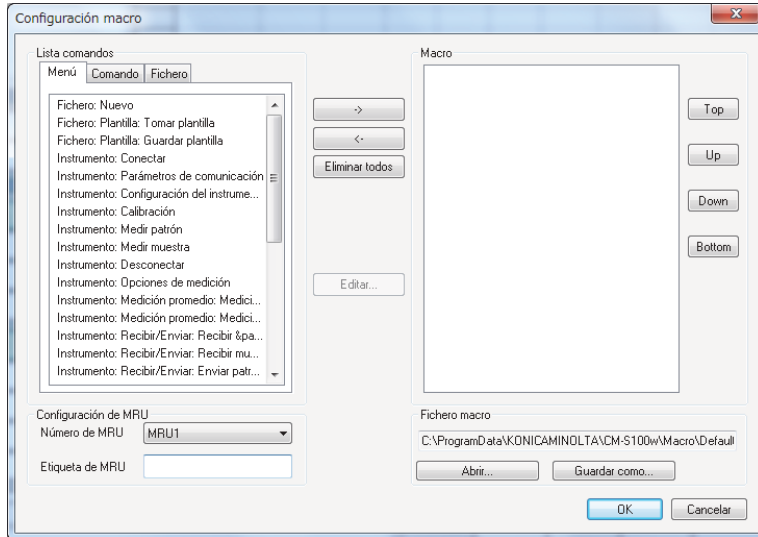 Configuración macro
Lista comandos
Menú Comando Fichero
Fichero: Nuevo
Fichero: Plantilla: Tomar plantilla
Fichero: Plantilla: Guardar plantilla
Instrumento: Conectar
Instrumento: Parámetros de comunicación
Instrumento: Configuración del instrume...
Instrumento: Calibración
Instrumento: Medir patrón
Instrumento: Medir muestra
Instrumento: Desconectar
Instrumento: Opciones de medición
Instrumento: Medición promedio: Medici...
Instrumento: Medición promedio: Medici...
Instrumento: Recibir/Enviar: Recibir &pa...
Instrumento: Recibir/Enviar: Recibir mu...
Instrumento: Recibir/Enviar: Enviar patr...
->
<-
Eliminar todos
Editar...
Macro
Top
Up
Down
Bottom
Configuración de MRU
Número de MRU MRU1
Etiqueta de MRU
Fichero macro
C:\ProgramData\KONICAMINOLTA\CM-S100w\Macro\Default
Abrir... Guardar como...
OK Cancelar